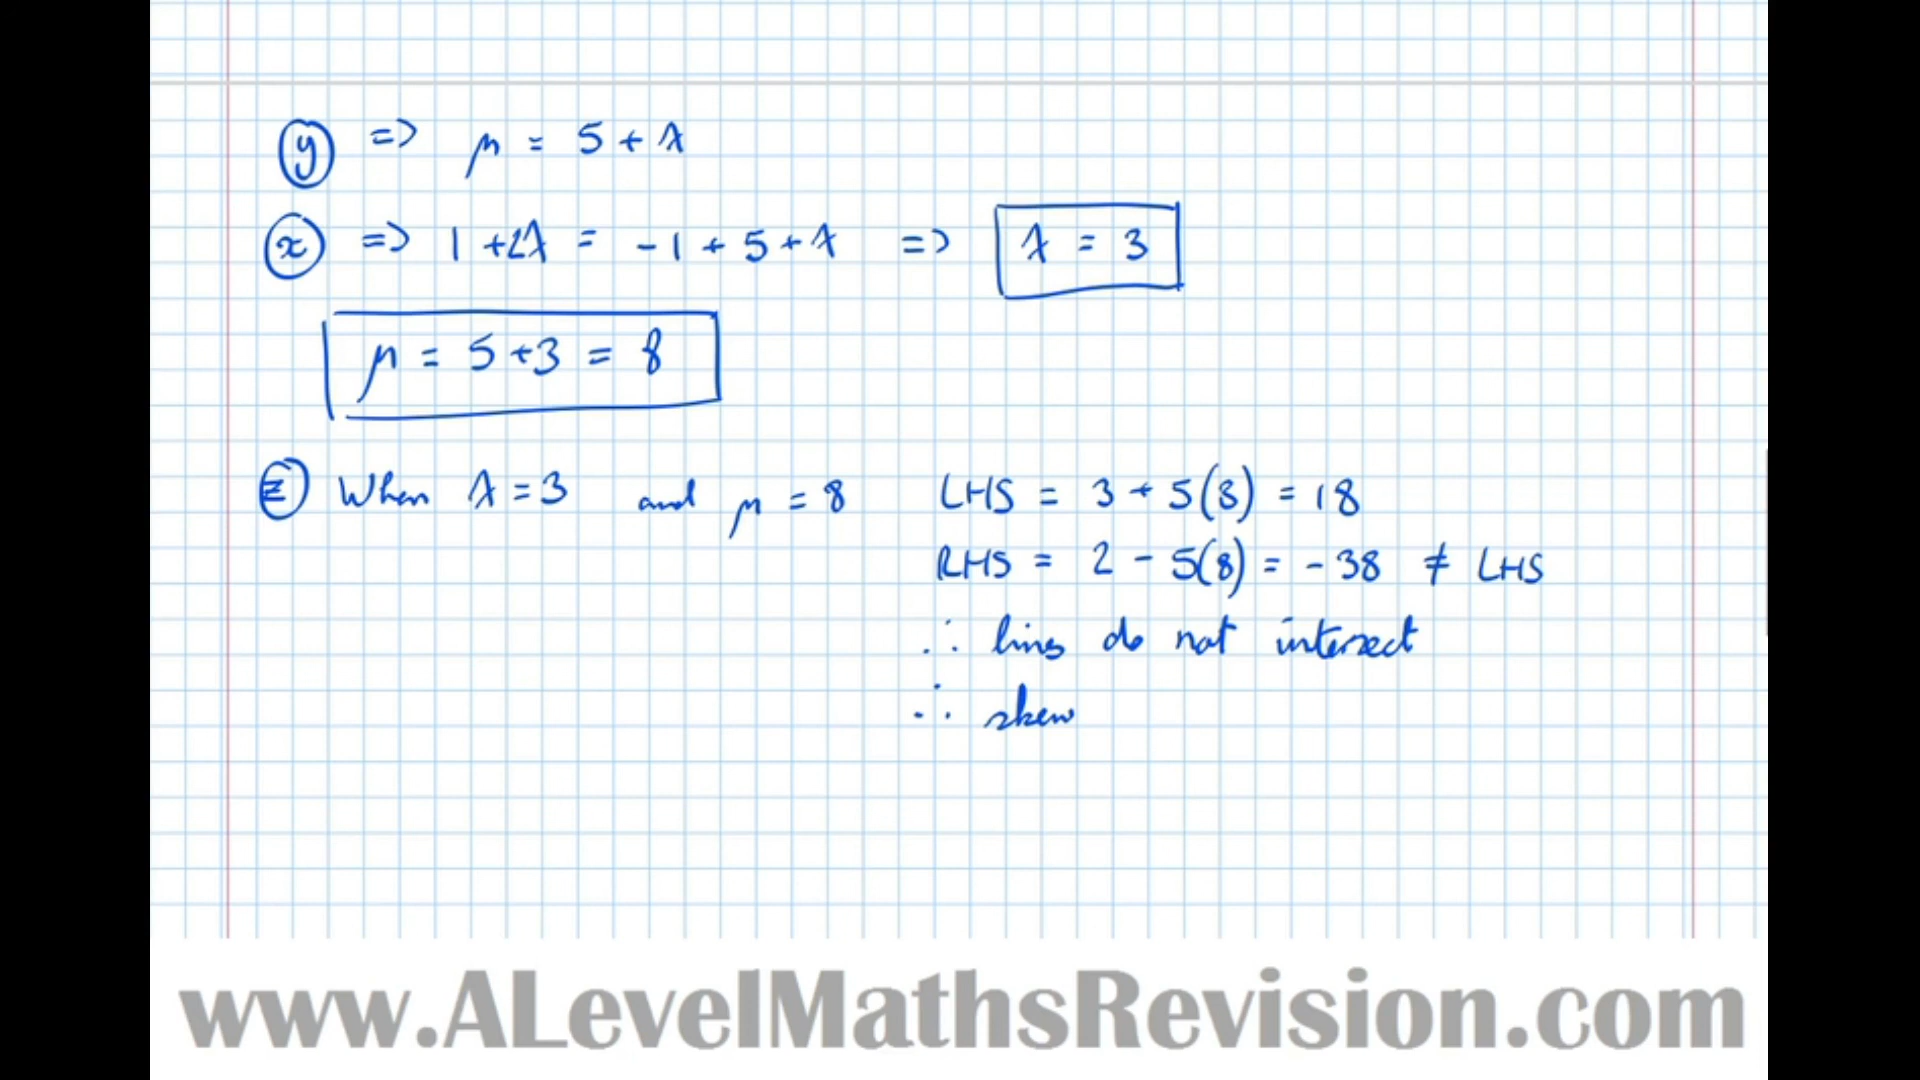 y => μ = 5 + λ
x => 1 + 2λ = -1 + 5 + λ => λ = 3
μ = 5 + 3 = 8
z When λ = 3 and μ = 8 LHS = 3 + 5(3) = 18
RHS = 2 - 5(8) = -38 ≠ LHS
∴ lines do not intersect
∴ skew
www.ALevelMathsRevision.com